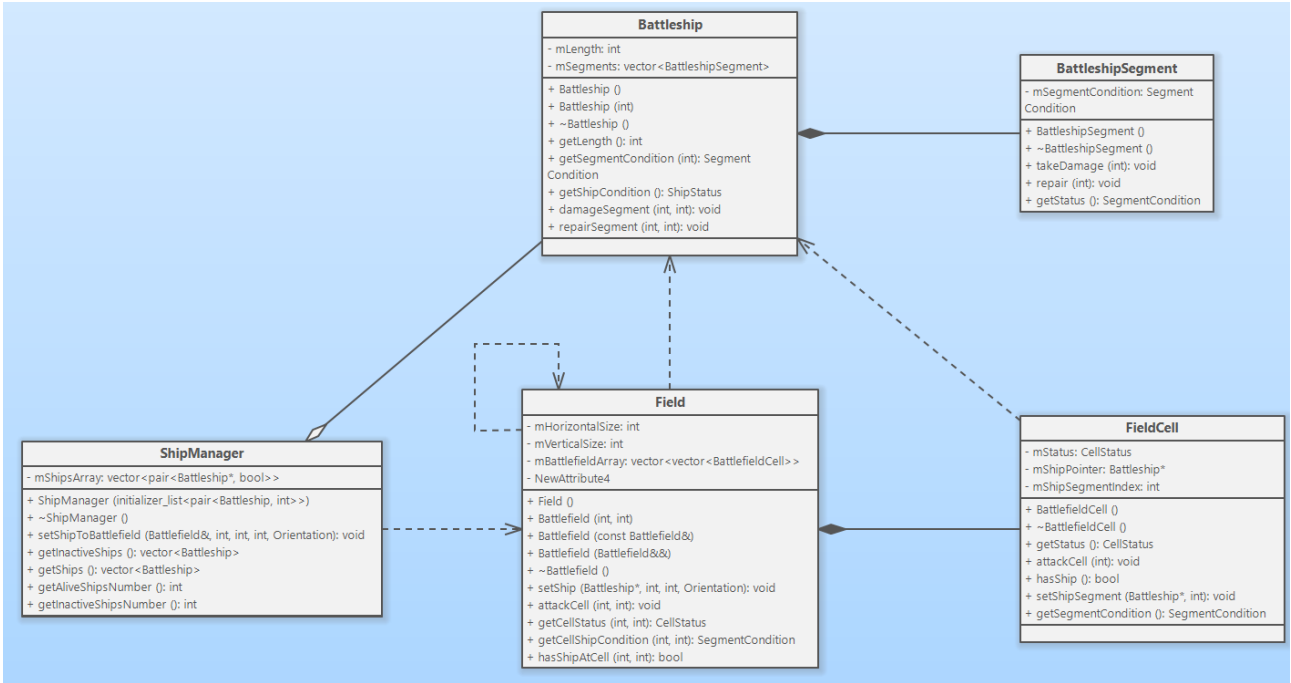 Battleship
- mLength: int
- mSegments: vector<BattleshipSegment>
+ Battleship ()
+ Battleship (int)
+ ~Battleship ()
+ getLength (): int
+ getSegmentCondition (int): Segment
Condition
+ getShipCondition (): ShipStatus
+ damageSegment (int, int): void
+ repairSegment (int, int): void
BattleshipSegment
- mSegmentCondition: Segment
Condition
+ BattleshipSegment ()
+ ~BattleshipSegment ()
+ takeDamage (int): void
+ repair (int): void
+ getStatus (): SegmentCondition
ShipManager
- mShipsArray: vector<pair<Battleship*, bool>>
+ ShipManager (initializer_list<pair<Battleship, int>>)
+ ~ShipManager ()
+ setShipToBattlefield (Battlefield&, int, int, int, Orientation): void
+ getInactiveShips (): vector<Battleship>
+ getShips (): vector<Battleship>
+ getAliveShipsNumber (): int
+ getInactiveShipsNumber (): int
Field
- mHorizontalSize: int
- mVerticalSize: int
- mBattlefieldArray: vector<vector<BattlefieldCell>>
- NewAttribute4
+ Field ()
+ Battlefield (int, int)
+ Battlefield (const Battlefield&)
+ Battlefield (Battlefield&&)
+ ~Battlefield ()
+ setShip (Battleship*, int, int, Orientation): void
+ attackCell (int, int): void
+ getCellStatus (int, int): CellStatus
+ getCellShipCondition (int, int): SegmentCondition
+ hasShipAtCell (int, int): bool
FieldCell
- mStatus: CellStatus
- mShipPointer: Battleship*
- mShipSegmentIndex: int
+ BattlefieldCell ()
+ ~BattlefieldCell ()
+ getStatus (): CellStatus
+ attackCell (int): void
+ hasShip (): bool
+ setShipSegment (Battleship*, int): void
+ getSegmentCondition (): SegmentCondition